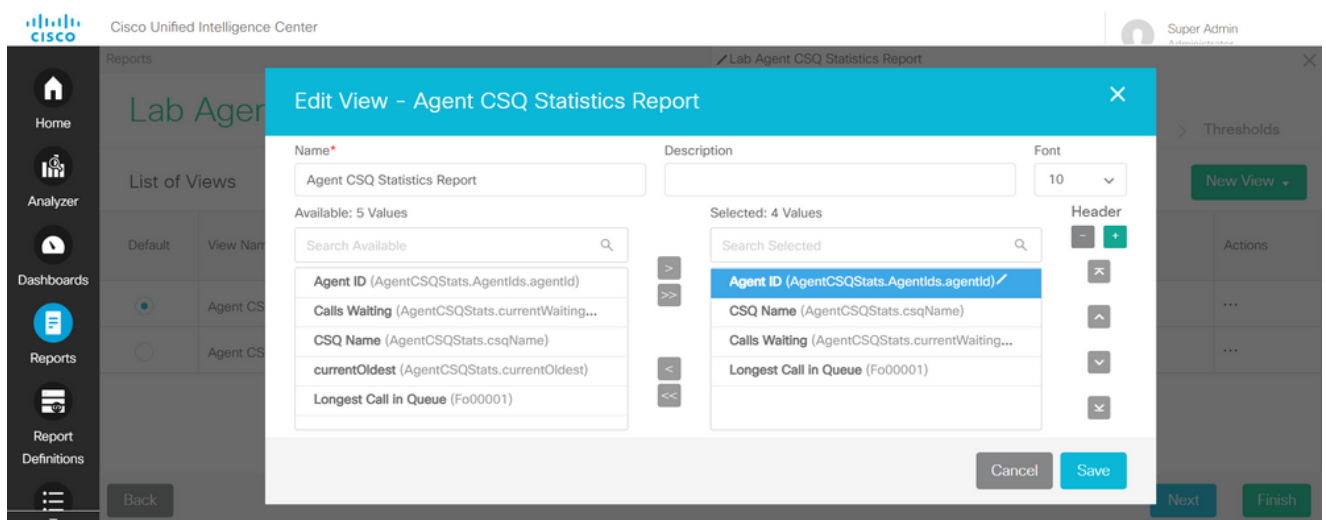 CISCO
Cisco Unified Intelligence Center
Super Admin
Administrator
Reports
Lab Agent CSQ Statistics Report
Home
Analyzer
Dashboards
Reports
Report
Definitions
Lab Agen
Thresholds
List of Views
New View
Default
View Nam
Actions
Agent CS
...
Agent CS
...
Edit View - Agent CSQ Statistics Report
Name*
Description
Font
Agent CSQ Statistics Report
10
Available: 5 Values
Selected: 4 Values
Header
Search Available
Search Selected
- +
Agent ID (AgentCSQStats.AgentIds.agentId)
Calls Waiting (AgentCSQStats.currentWaiting...
CSQ Name (AgentCSQStats.csqName)
currentOldest (AgentCSQStats.currentOldest)
Longest Call in Queue (Fo00001)
>
>>
<
<<
Agent ID (AgentCSQStats.AgentIds.agentId)
CSQ Name (AgentCSQStats.csqName)
Calls Waiting (AgentCSQStats.currentWaiting...
Longest Call in Queue (Fo00001)
Cancel
Save
Back
Next
Finish